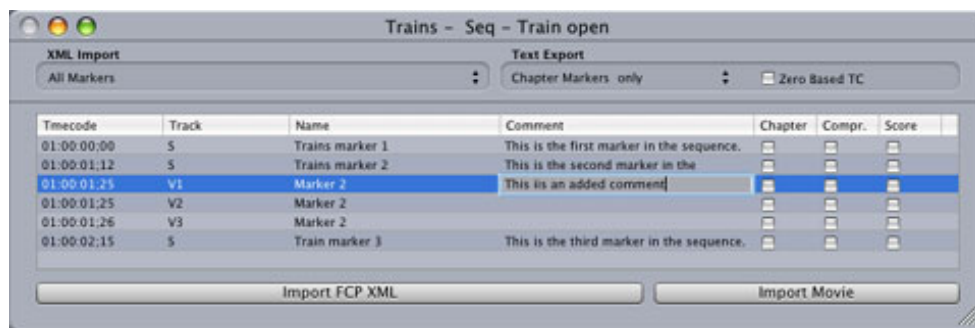 Trains - Seq - Train open
XML Import Text Export
All Markers Chapter Markers only Zero Based TC
Tmecode Track Name Comment Chapter Compr. Score
01:00:00;00 S Trains marker 1 This is the first marker in the sequence.
01:00:01;12 S Trains marker 2 This is the second marker in the
01:00:01;25 V1 Marker 2 This iis an added comment
01:00:01;25 V2 Marker 2
01:00:01;26 V3 Marker 2
01:00:02;15 S Train marker 3 This is the third marker in the sequence.
Import FCP XML Import Movie